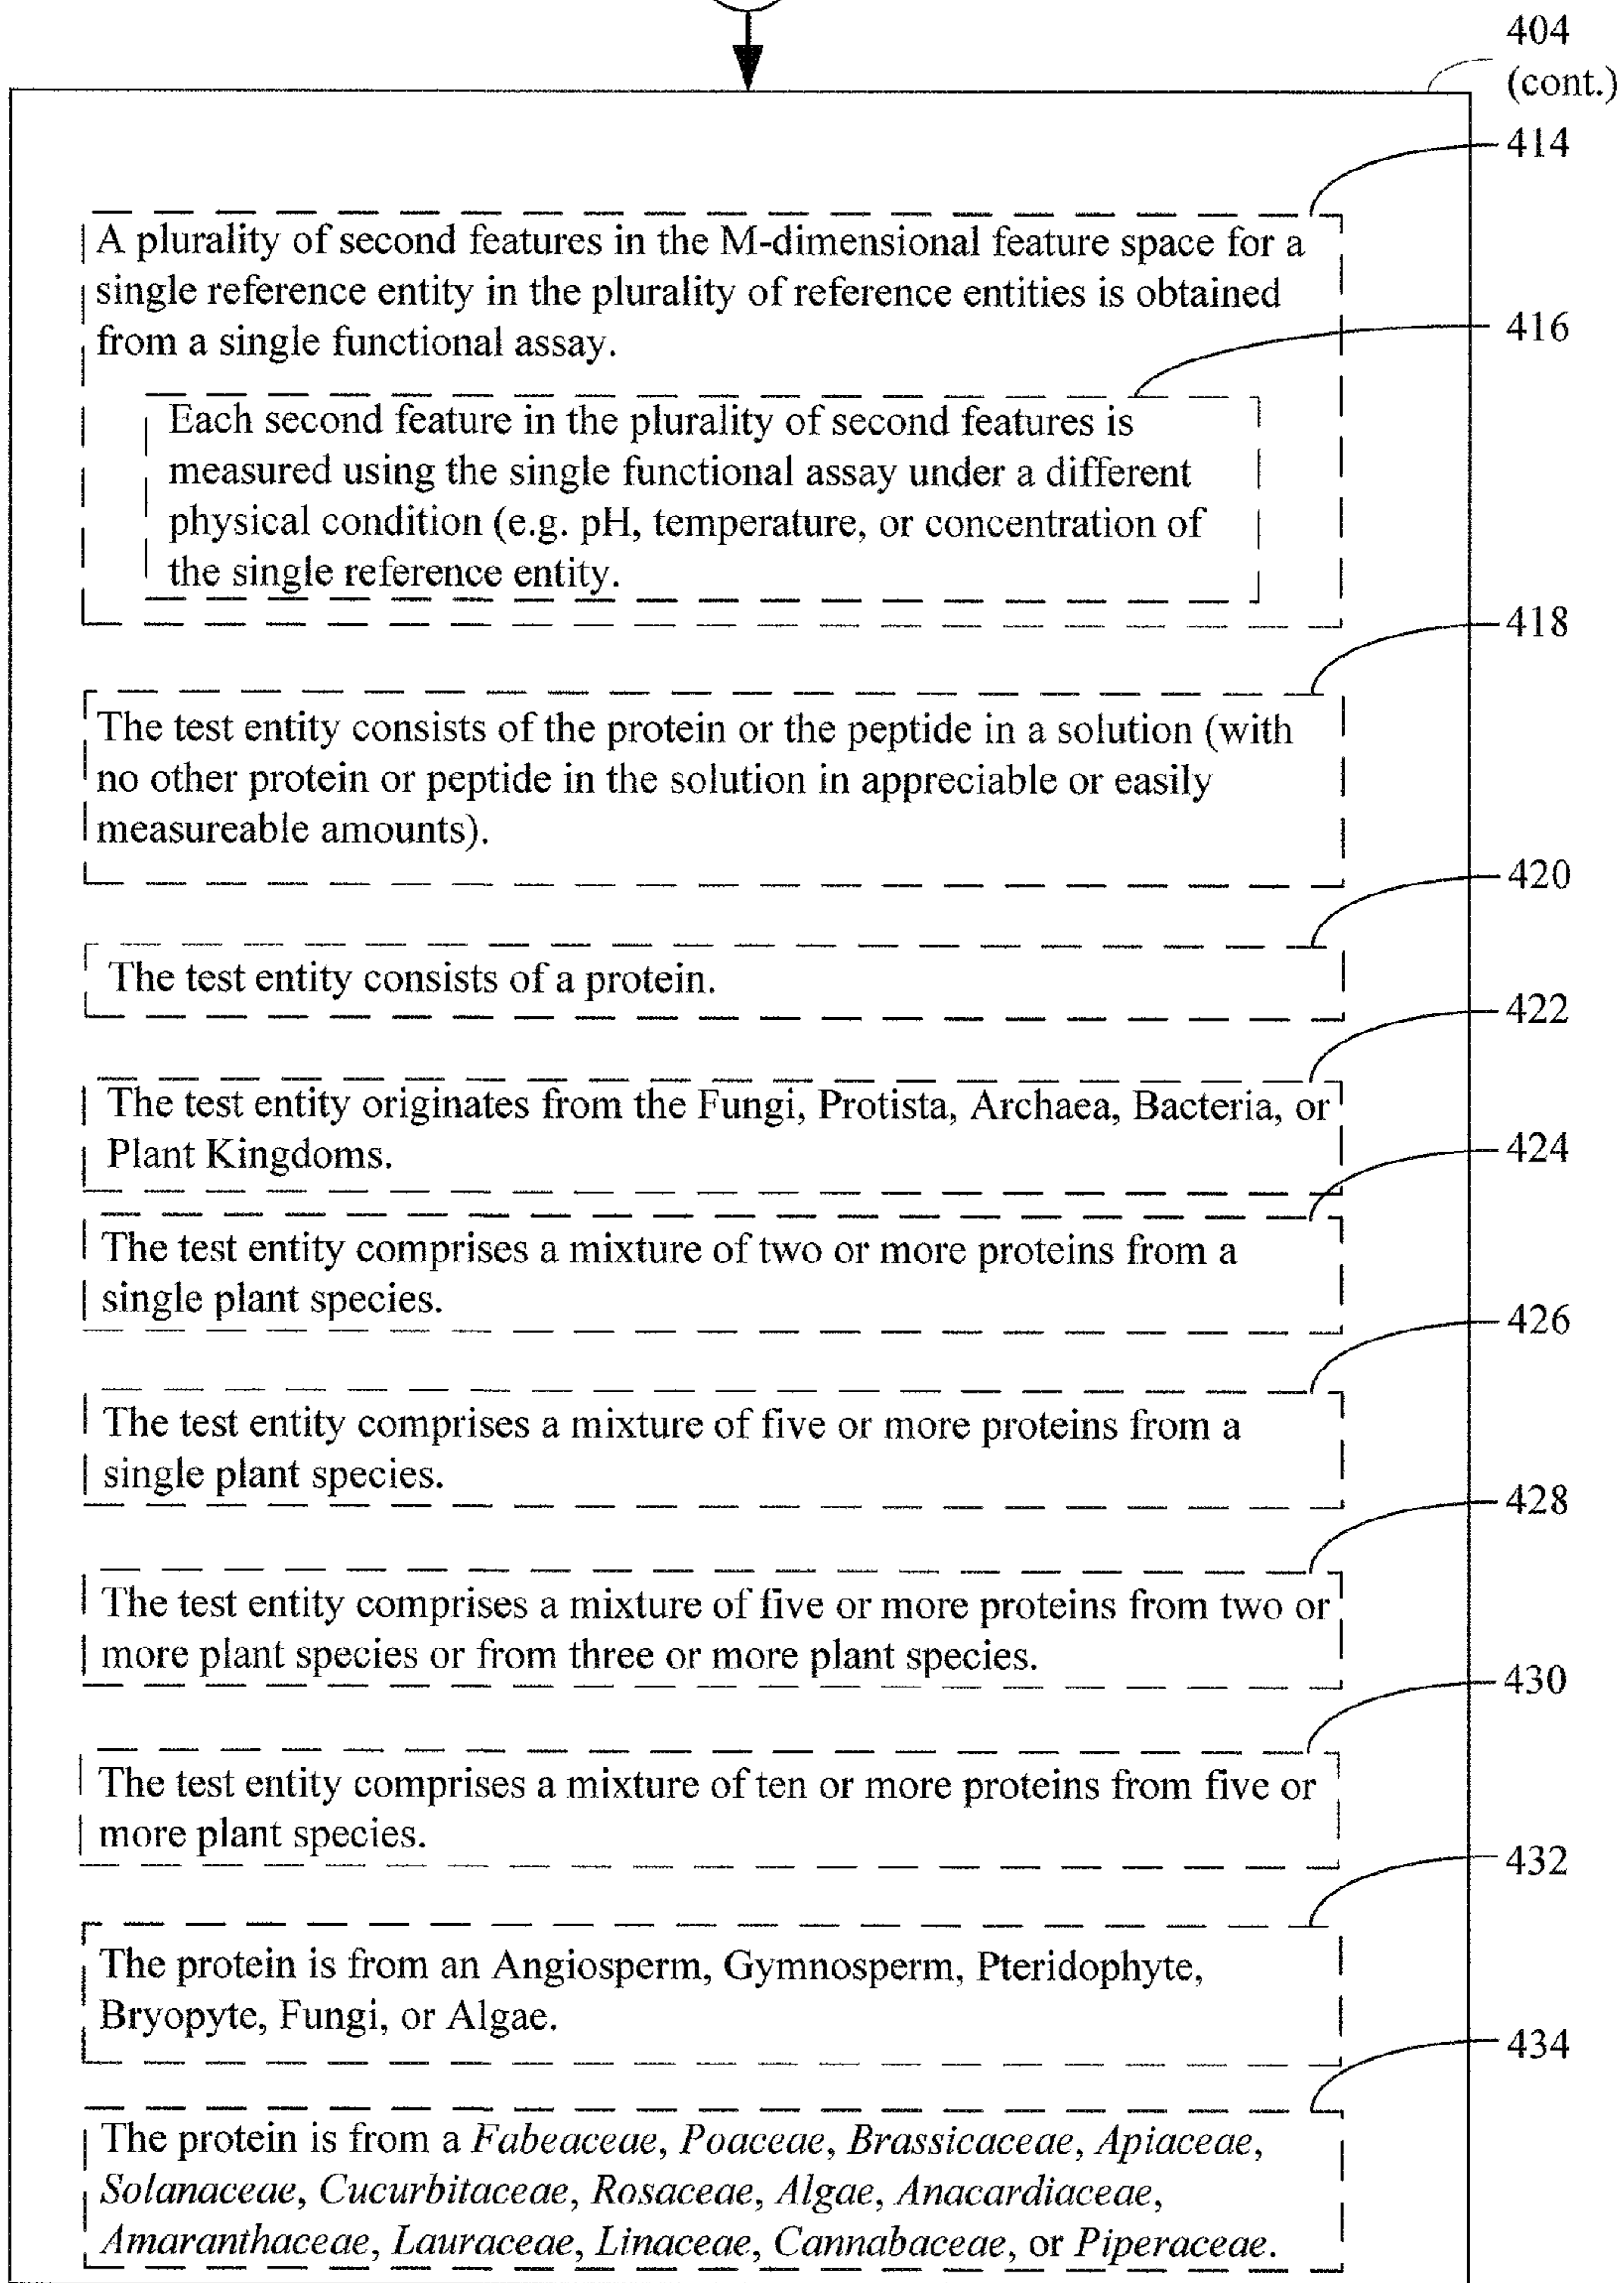 404
(cont.)
414
A plurality of second features in the M-dimensional feature space for a
single reference entity in the plurality of reference entities is obtained
from a single functional assay.
416
Each second feature in the plurality of second features is
measured using the single functional assay under a different
physical condition (e.g. pH, temperature, or concentration of
the single reference entity.
418
The test entity consists of the protein or the peptide in a solution (with
no other protein or peptide in the solution in appreciable or easily
measureable amounts).
420
The test entity consists of a protein.
422
The test entity originates from the Fungi, Protista, Archaea, Bacteria, or
Plant Kingdoms.
424
The test entity comprises a mixture of two or more proteins from a
single plant species.
426
The test entity comprises a mixture of five or more proteins from a
single plant species.
428
The test entity comprises a mixture of five or more proteins from two or
more plant species or from three or more plant species.
430
The test entity comprises a mixture of ten or more proteins from five or
more plant species.
432
The protein is from an Angiosperm, Gymnosperm, Pteridophyte,
Bryopyte, Fungi, or Algae.
434
The protein is from a Fabeaceae, Poaceae, Brassicaceae, Apiaceae,
Solanaceae, Cucurbitaceae, Rosaceae, Algae, Anacardiaceae,
Amaranthaceae, Lauraceae, Linaceae, Cannabaceae, or Piperaceae.